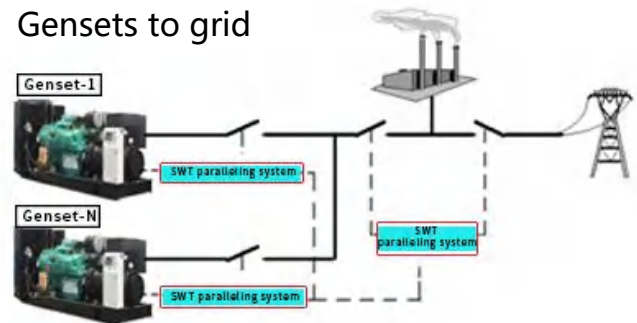 Gensets to grid
Genset-1
SWT paralleling system
Genset-N
SWT
paralleling system
SWT paralleling system